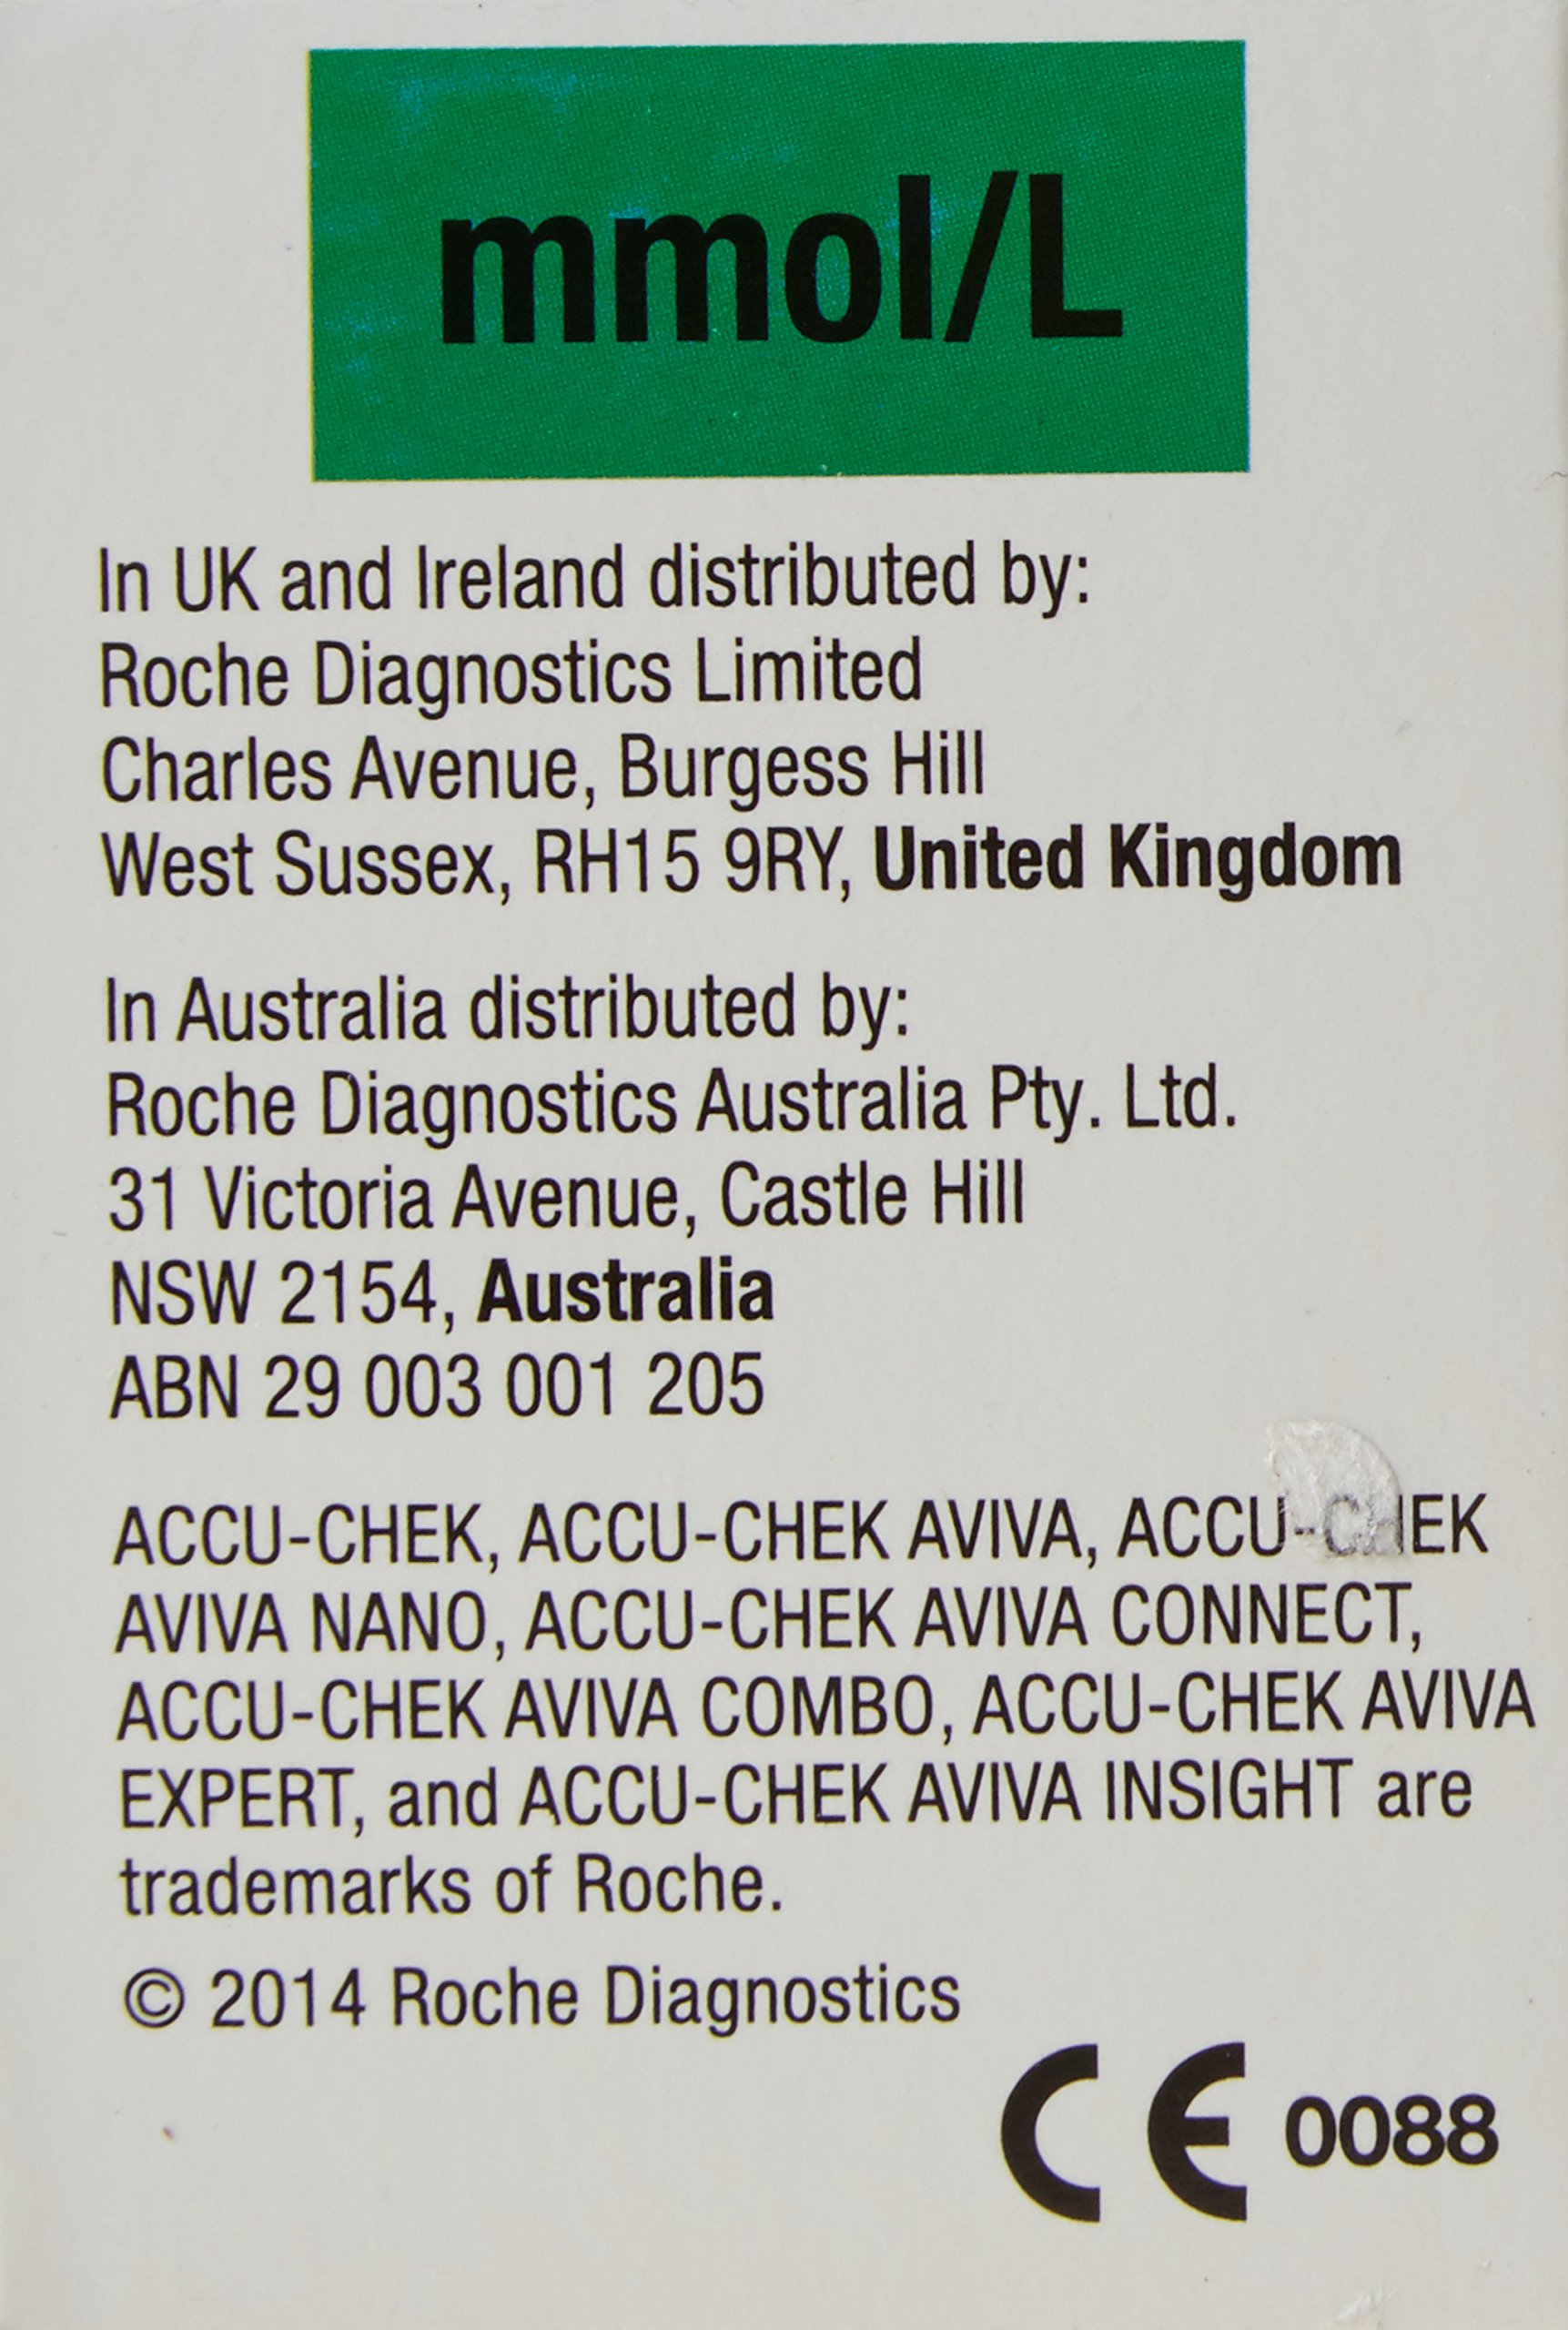 mmol/L
In UK and Ireland distributed by:
Roche Diagnostics Limited
Charles Avenue, Burgess Hill
West Sussex, RH15 9RY, United Kingdom
In Australia distributed by:
Roche Diagnostics Australia Pty. Ltd.
31 Victoria Avenue, Castle Hill
NSW 2154, Australia
ABN 29 003 001 205
ACCU-CHEK, ACCU-CHEK AVIVA, ACCU-CHEK
AVIVA NANO, ACCU-CHEK AVIVA CONNECT,
ACCU-CHEK AVIVA COMBO, ACCU-CHEK AVIVA
EXPERT, and ACCU-CHEK AVIVA INSIGHT are
trademarks of Roche.
© 2014 Roche Diagnostics
CE 0088